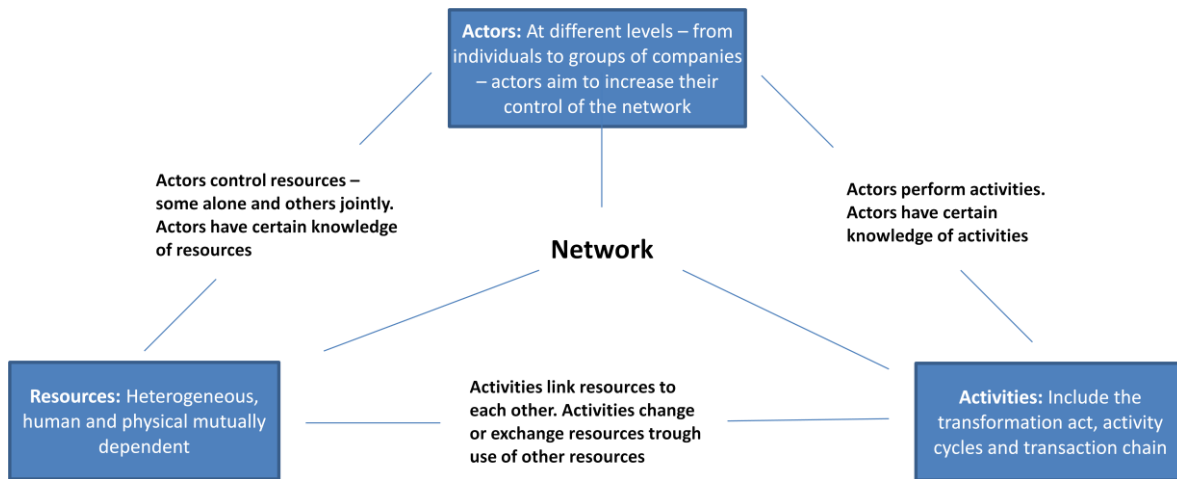 Actors: At different levels – from
individuals to groups of companies
– actors aim to increase their
control of the network
Actors control resources –
some alone and others jointly.
Actors have certain knowledge
of resources
Actors perform activities.
Actors have certain
knowledge of activities
Network
Resources: Heterogeneous,
human and physical mutually
dependent
Activities link resources to
each other. Activities change
or exchange resources trough
use of other resources
Activities: Include the
transformation act, activity
cycles and transaction chain